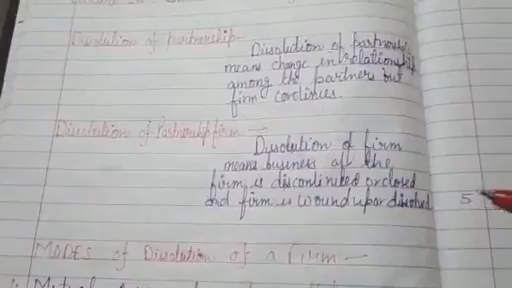 Dissolution of Partnership-
Dissolution of partnership
means change in relationship
among the partners but
firm continues.
Dissolution of Partnership firm -
Dissolution of firm
means business of the
firm is discontinued or closed
and firm is wound up or dissolved
5
MODES of Dissolution of a firm -